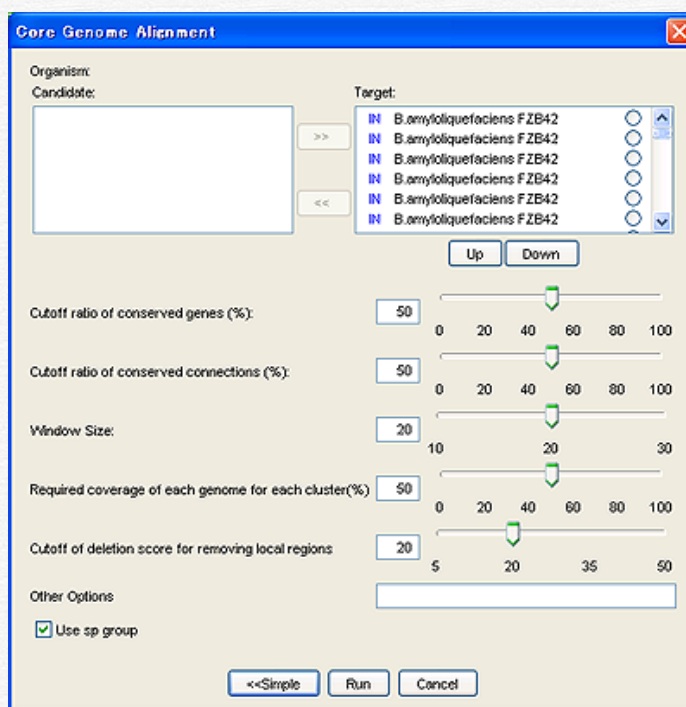 Core Genome Alignment
Organism:
Candidate:
Target:
>>
<<
IN B.amyloliquefaciens FZB42
IN B.amyloliquefaciens FZB42
IN B.amyloliquefaciens FZB42
IN B.amyloliquefaciens FZB42
IN B.amyloliquefaciens FZB42
IN B.amyloliquefaciens FZB42
Up Down
Cutoff ratio of conserved genes (%): 50
0 20 40 60 80 100
Cutoff ratio of conserved connections (%): 50
0 20 40 60 80 100
Window Size: 20
10 20 30
Required coverage of each genome for each cluster(%) 50
0 20 40 60 80 100
Cutoff of deletion score for removing local regions 20
5 20 35 50
Other Options
Use sp group
<<Simple Run Cancel